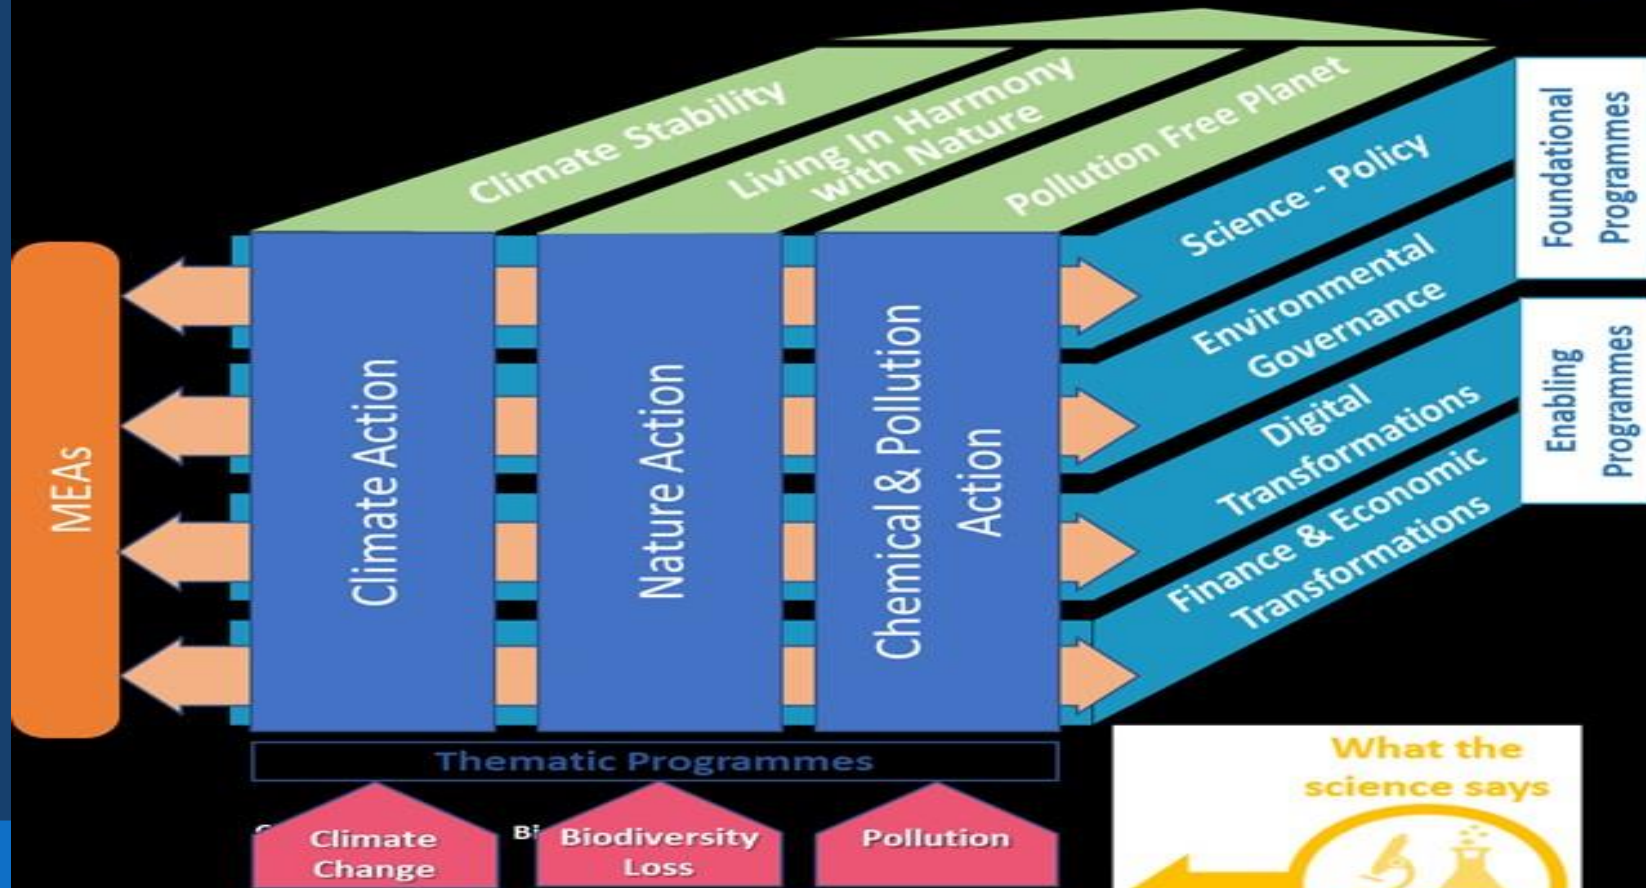 Climate Stability
Living In Harmony
with Nature
Pollution Free Planet
Science - Policy
Environmental
Governance
Digital
Transformations
Finance & Economic
Transformations
Foundational
Programmes
Enabling
Programmes
MEAs
Climate Action
Nature Action
Chemical & Pollution
Action
Thematic Programmes
Climate
Change
Biodiversity
Loss
Pollution
What the
science says